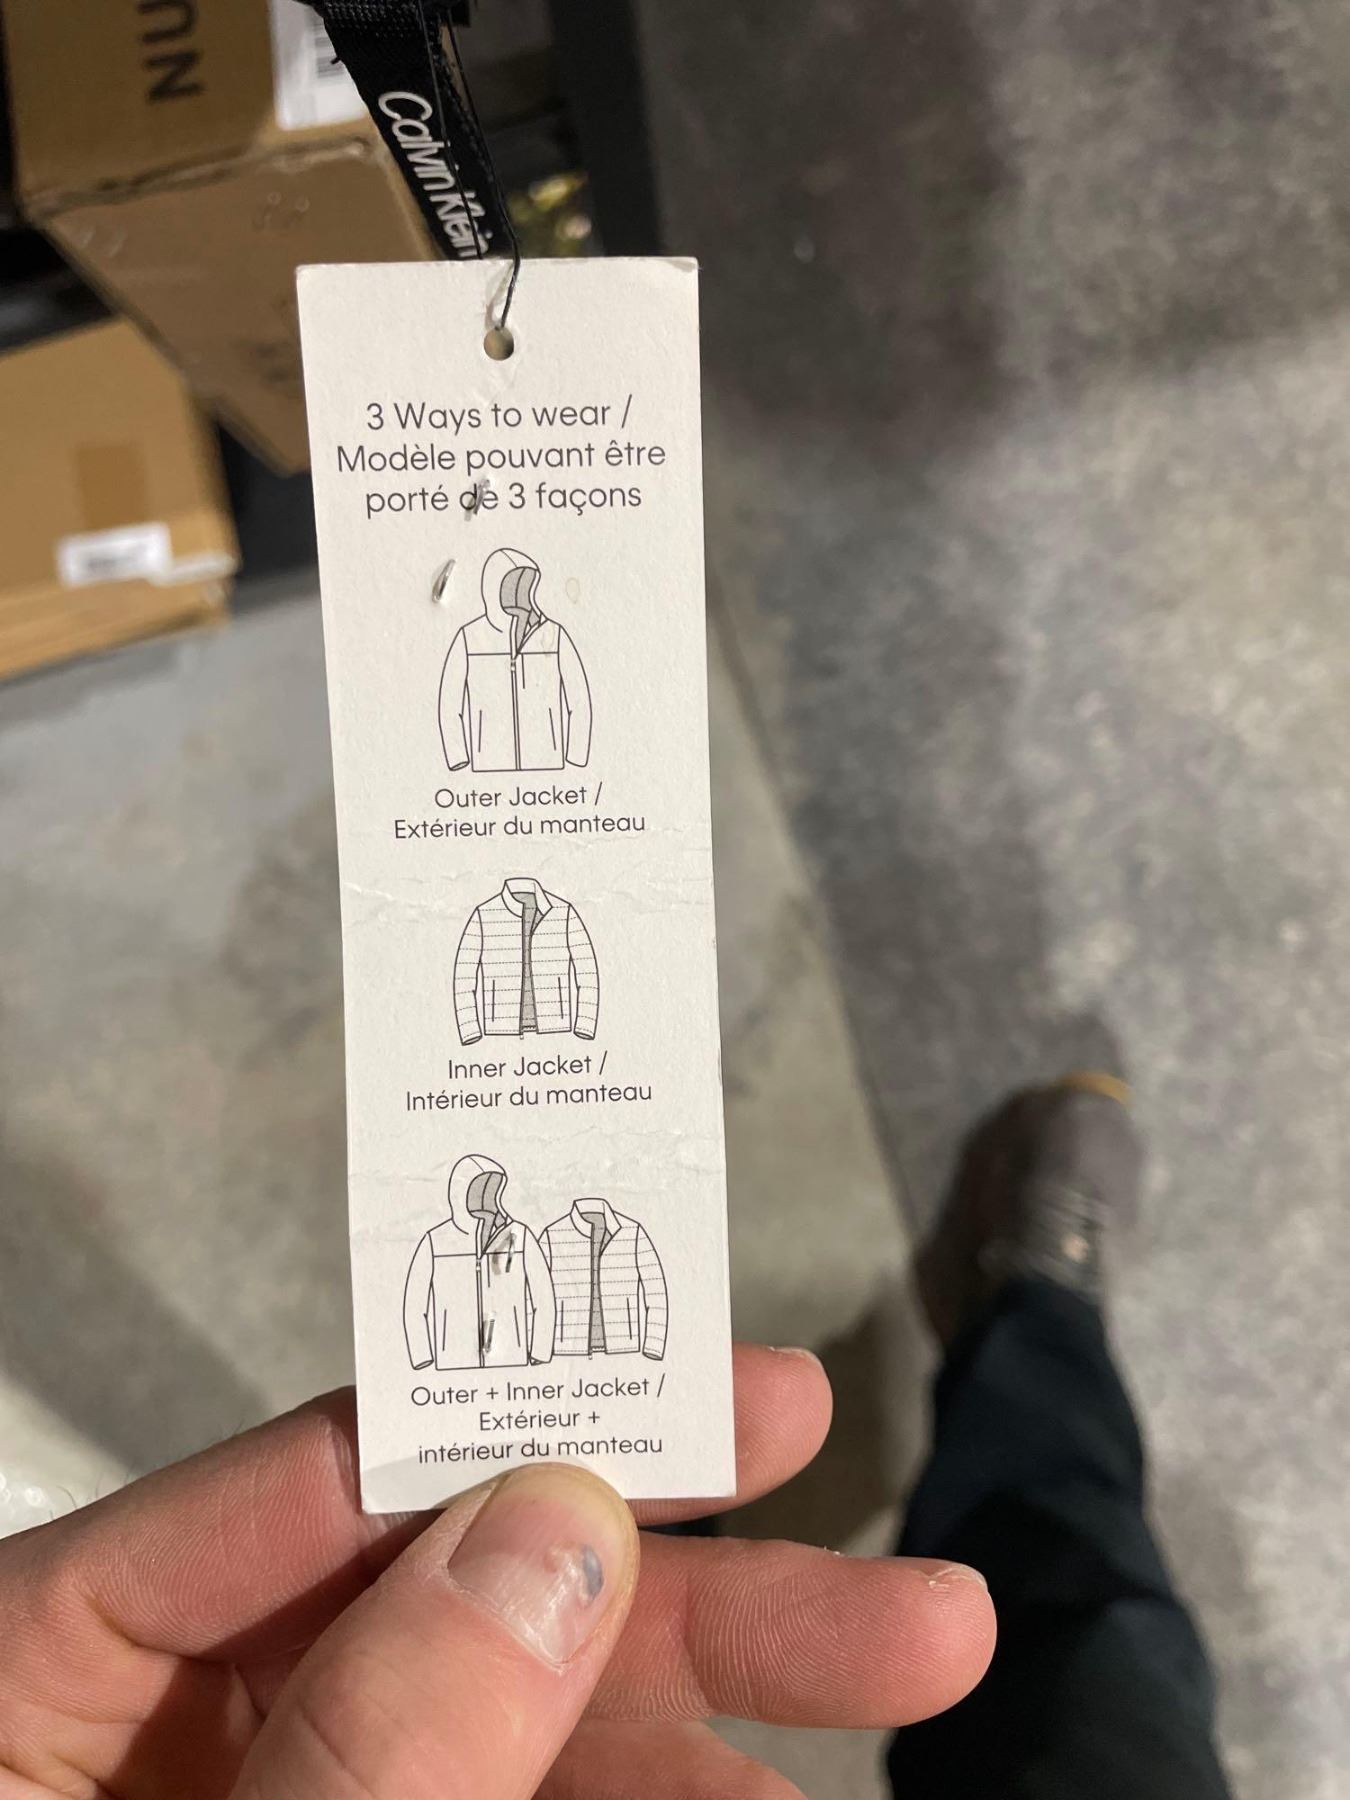 NU
Calvin Klein
3 Ways to wear /
Modèle pouvant être
porté de 3 façons
Outer Jacket /
Extérieur du manteau
Inner Jacket /
Intérieur du manteau
Outer + Inner Jacket /
Extérieur +
intérieur du manteau